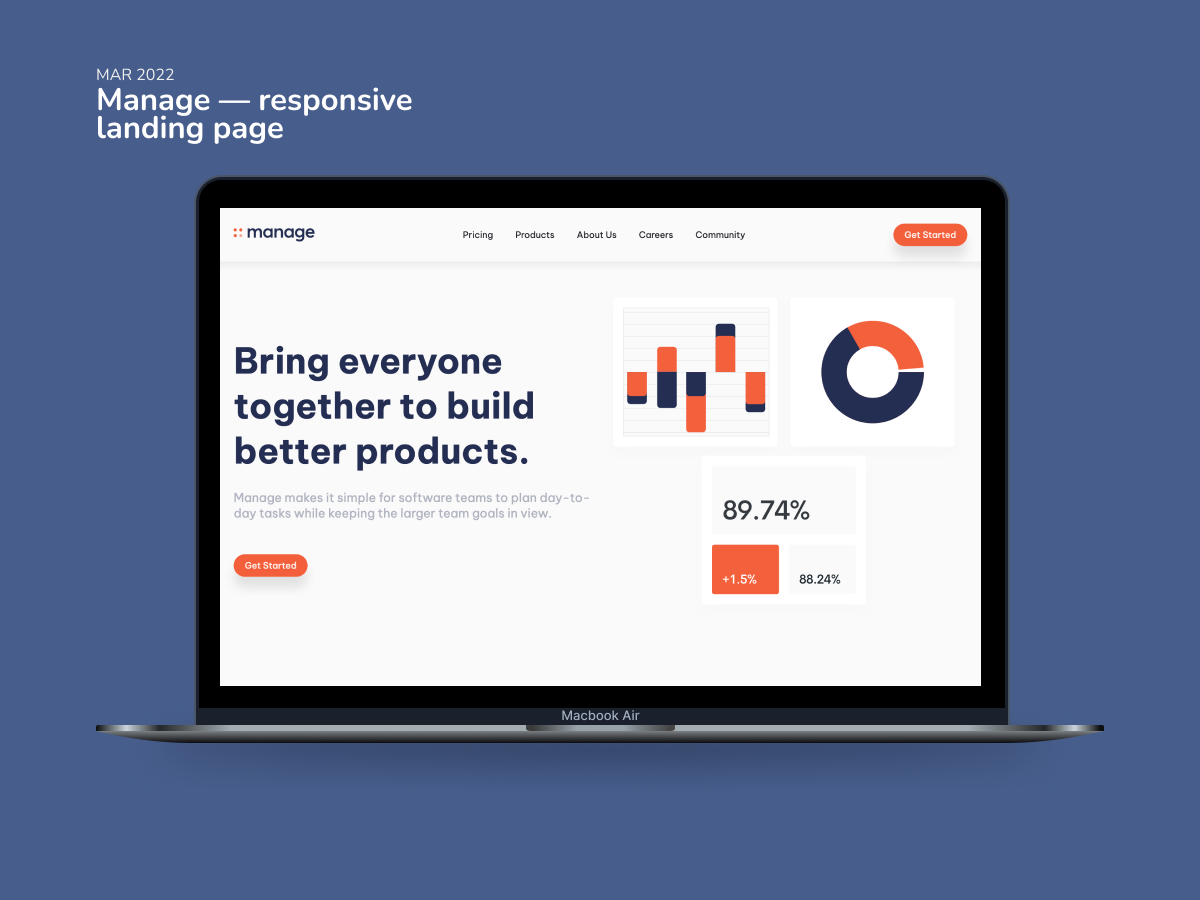 MAR 2022
Manage — responsive
landing page
manage
Pricing
Products
About Us
Careers
Community
Get Started
Bring everyone
together to build
better products.
Manage makes it simple for software teams to plan day-to-
day tasks while keeping the larger team goals in view.
Get Started
89.74%
+1.5%
88.24%
Macbook Air